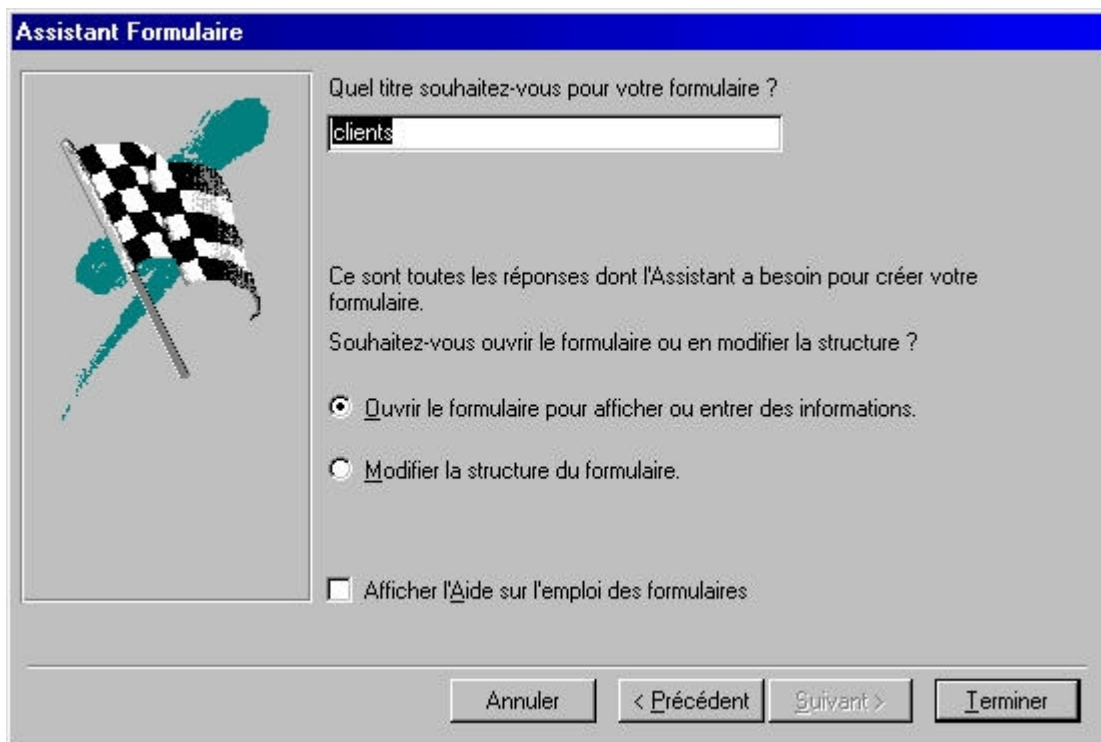 Assistant Formulaire
Quel titre souhaitez-vous pour votre formulaire ?
clients
Ce sont toutes les réponses dont l'Assistant a besoin pour créer votre
formulaire.
Souhaitez-vous ouvrir le formulaire ou en modifier la structure ?
Ouvrir le formulaire pour afficher ou entrer des informations.
Modifier la structure du formulaire.
Afficher l'Aide sur l'emploi des formulaires
Annuler < Précédent Suivant > Terminer